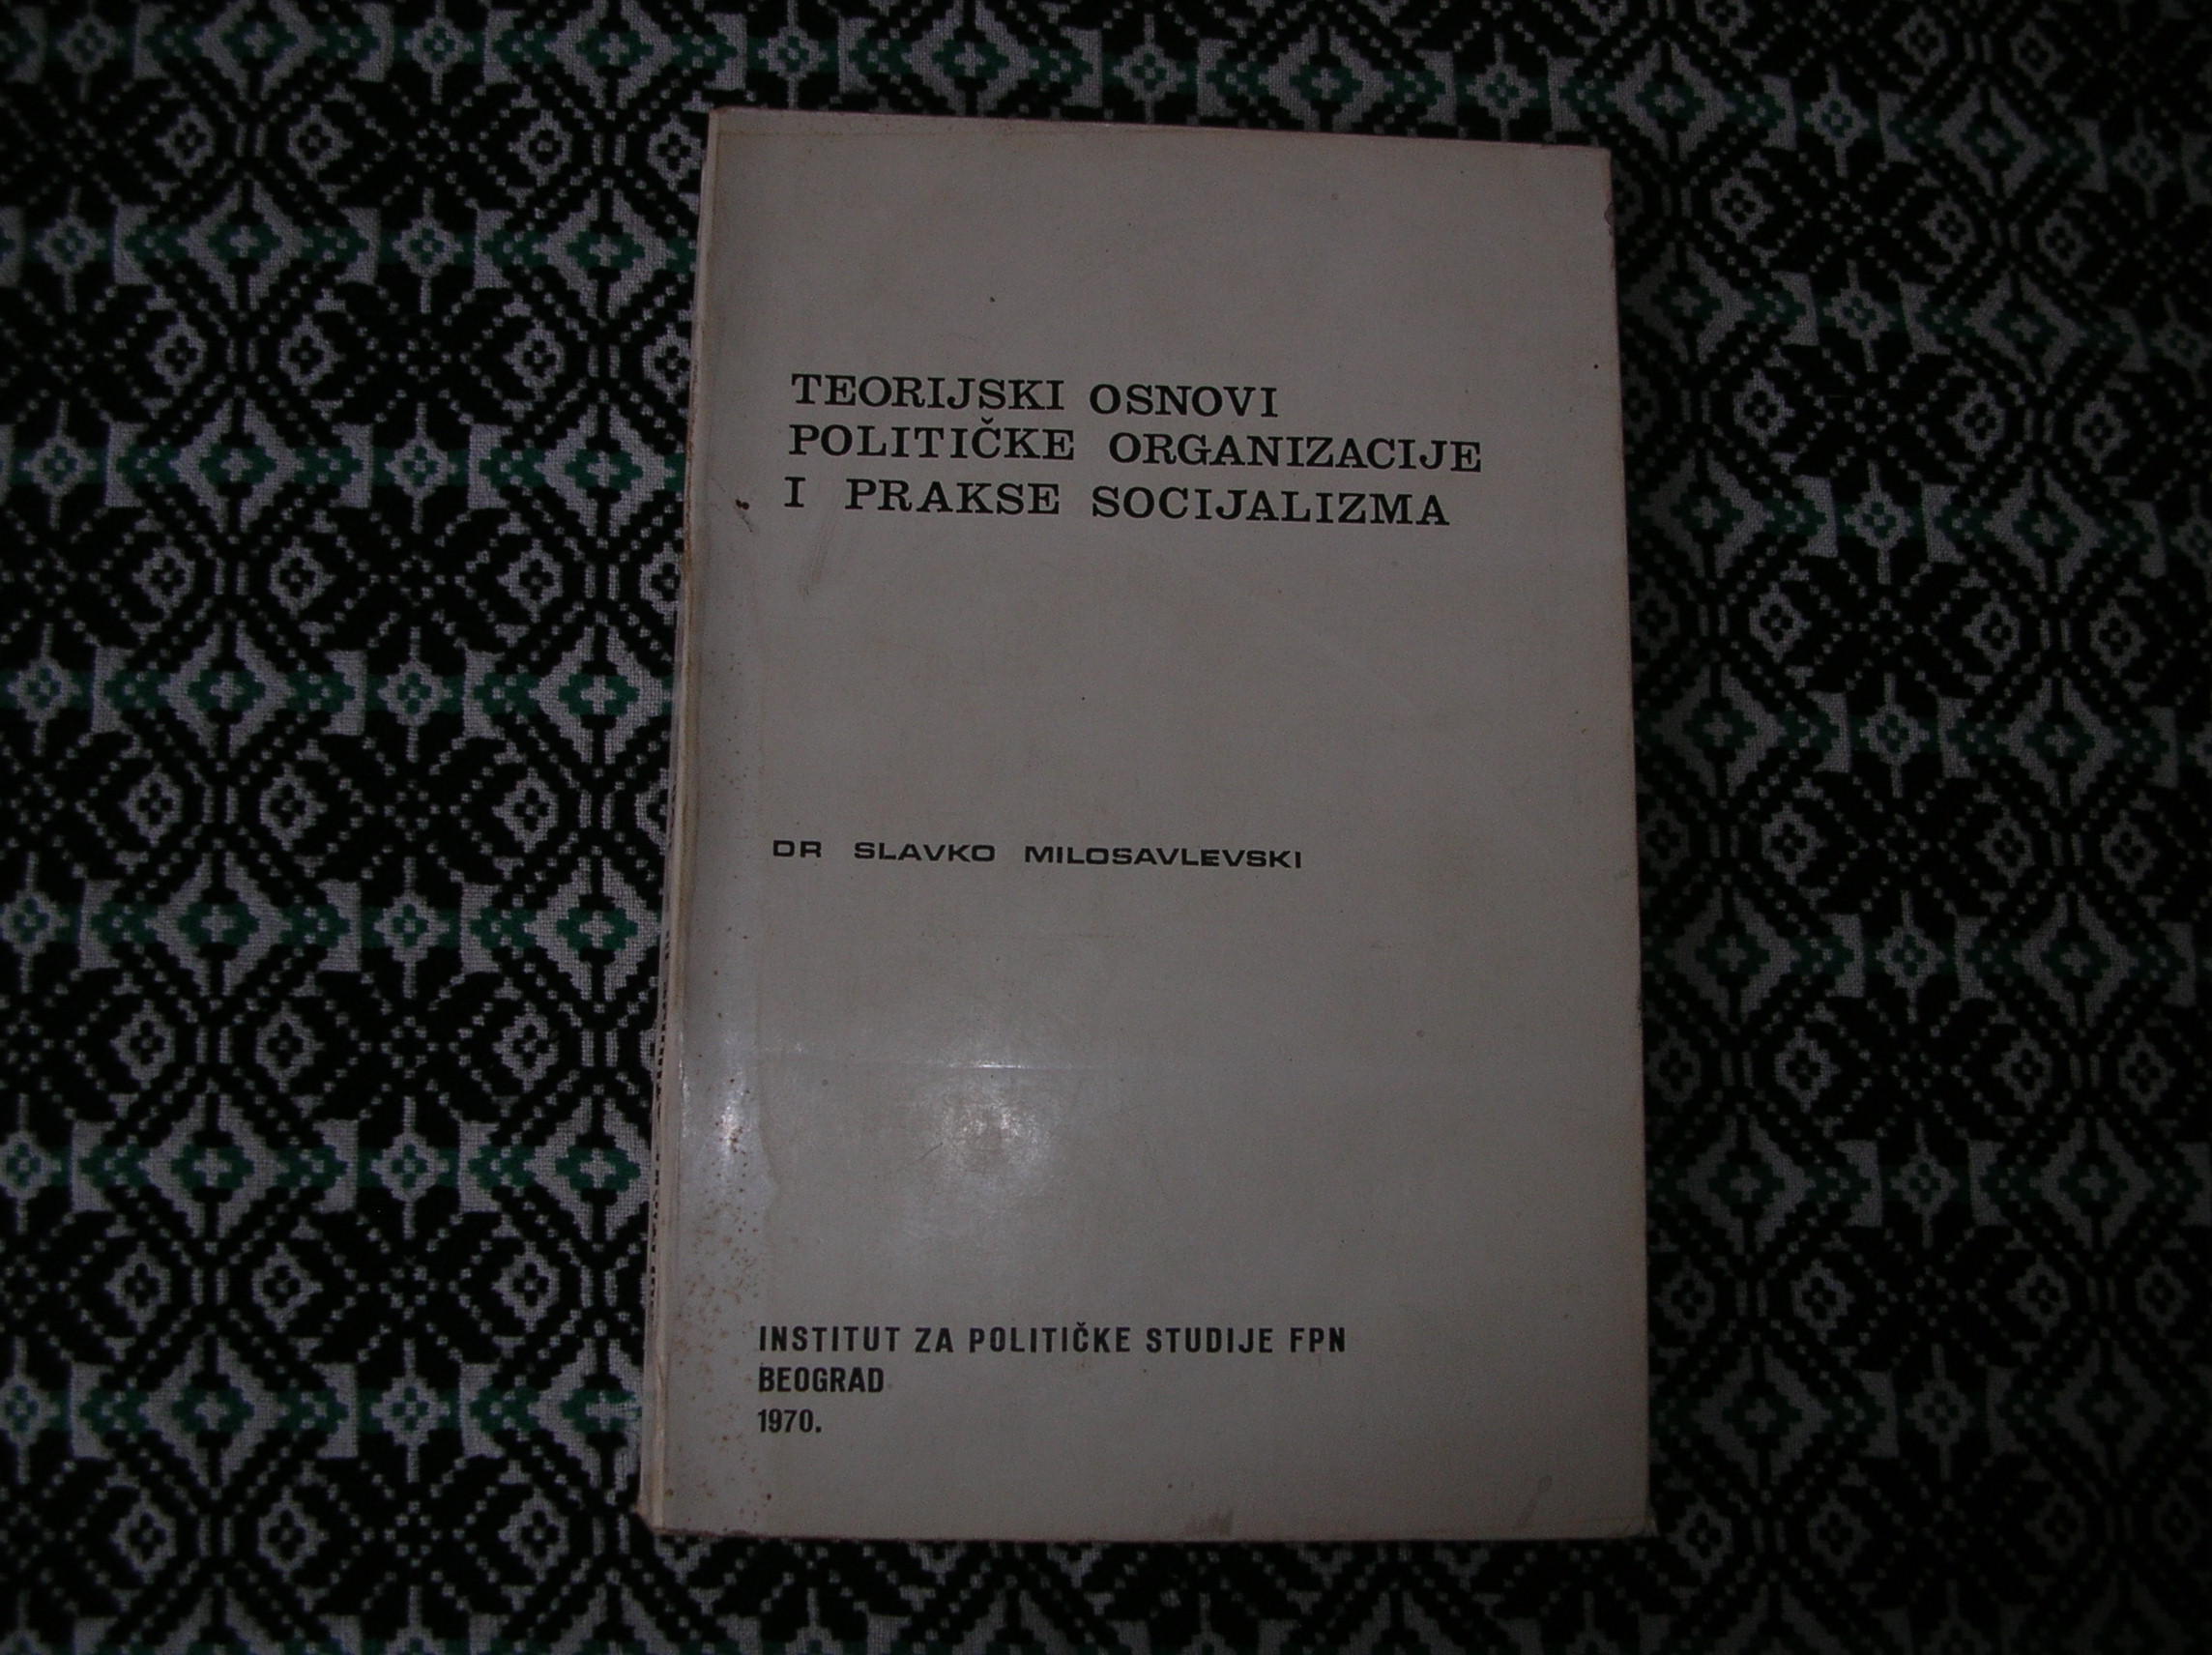 TEORIJSKI OSNOVI
POLITIČKE ORGANIZACIJE
I PRAKSE SOCIJALIZMA
DR SLAVKO MILOSAVLEVSKI
INSTITUT ZA POLITIČKE STUDIJE FPN
BEOGRAD
1970.